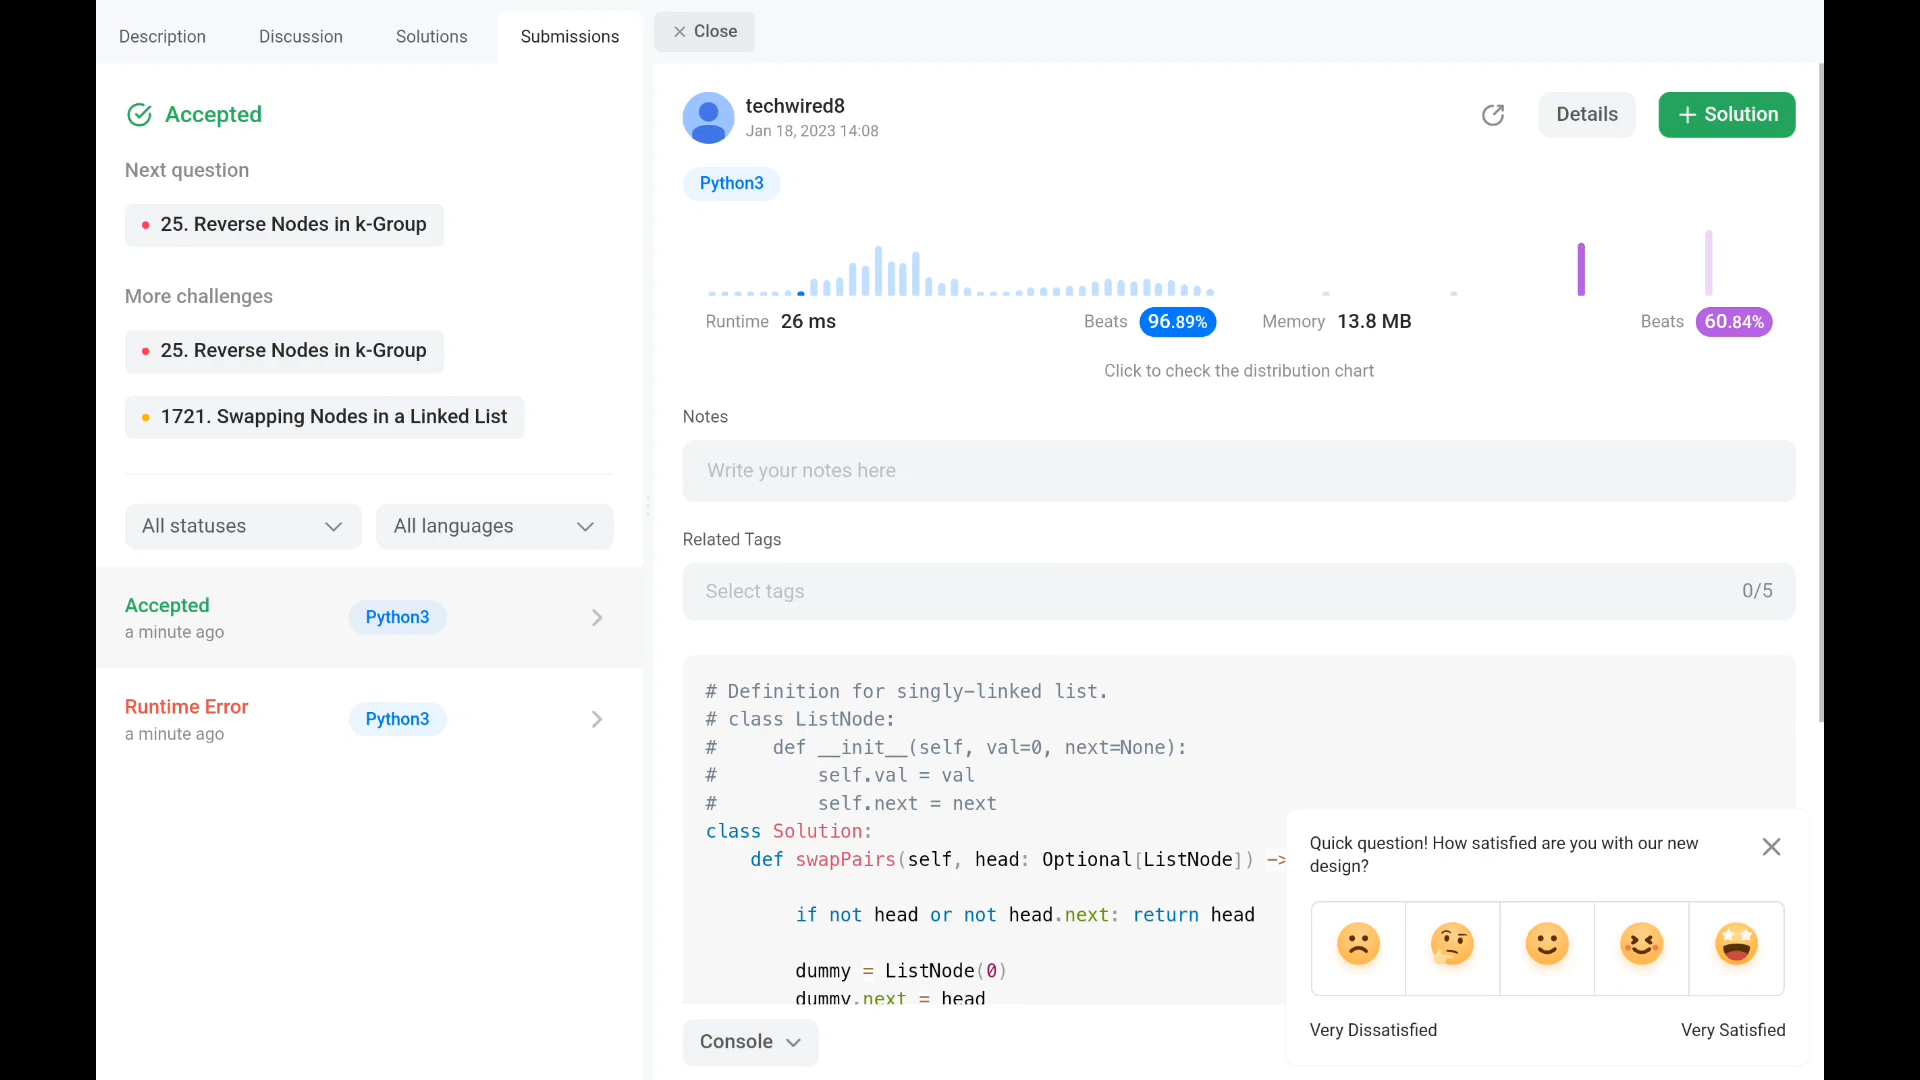 Description
Discussion
Solutions
Submissions
Close
Accepted
Next question
25. Reverse Nodes in k-Group
More challenges
25. Reverse Nodes in k-Group
1721. Swapping Nodes in a Linked List
All statuses
All languages
Accepted
a minute ago
Python3
Runtime Error
a minute ago
Python3
techwired8
Jan 18, 2023 14:08
Details
+ Solution
Python3
Runtime 26 ms
Beats 96.89%
Memory 13.8 MB
Beats 60.84%
Click to check the distribution chart
Notes
Write your notes here
Related Tags
Select tags
0/5
# Definition for singly-linked list.
# class ListNode:
#     def __init__(self, val=0, next=None):
#         self.val = val
#         self.next = next
class Solution:
    def swapPairs(self, head: Optional[ListNode]) ->
        if not head or not head.next: return head
        dummy = ListNode(0)
        dummy.next = head
Console
Quick question! How satisfied are you with our new
design?
Very Dissatisfied
Very Satisfied